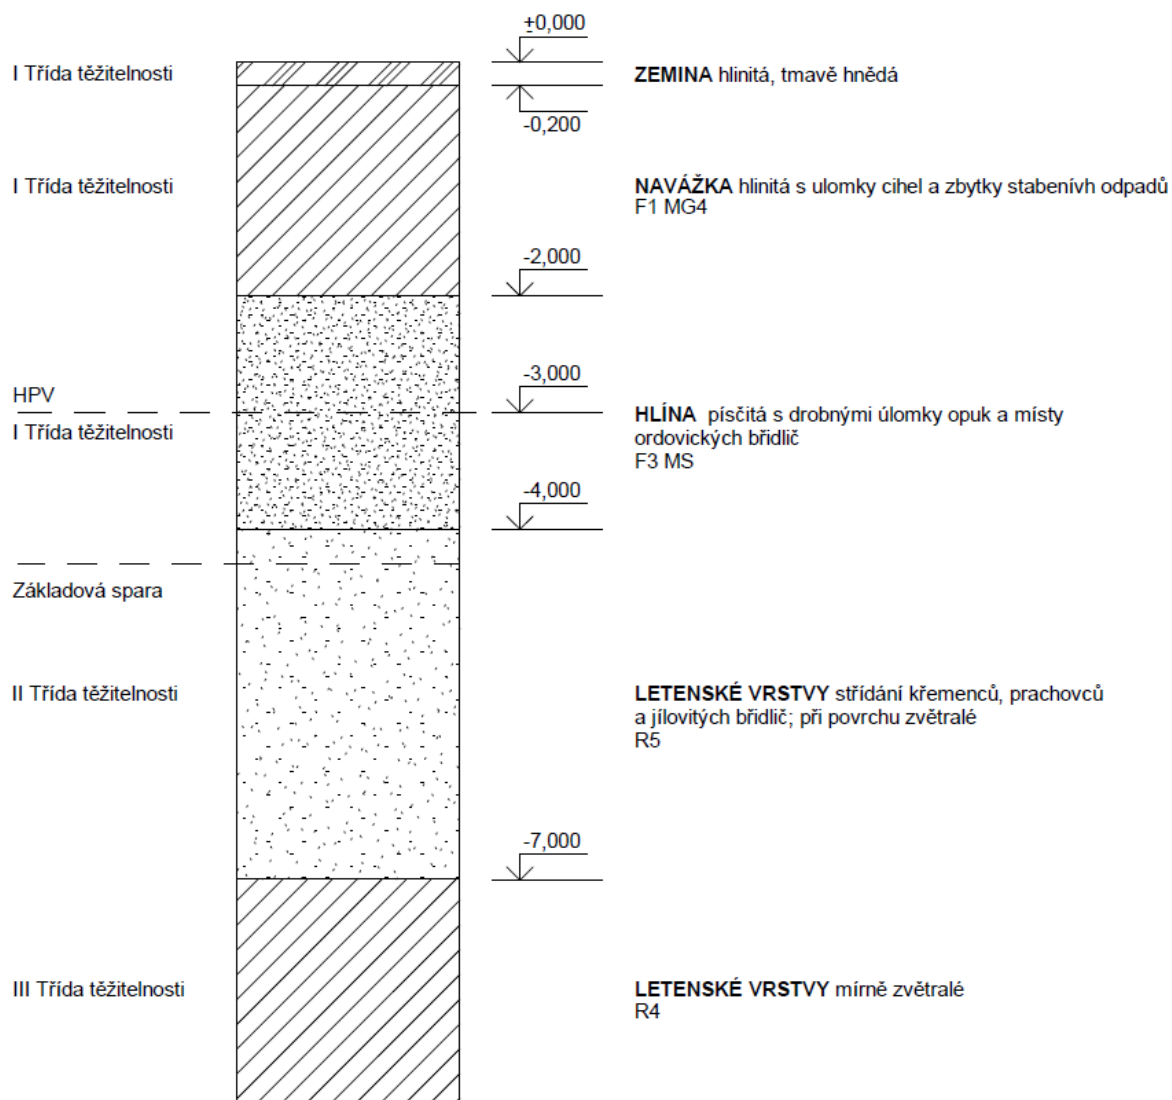 ±0,000
I Třída těžitelnosti
ZEMINA hlinitá, tmavě hnědá
-0,200
I Třída těžitelnosti
NAVÁŽKA hlinitá s ulomky cihel a zbytky stabenívh odpadů
F1 MG4
-2,000
-3,000
HPV
I Třída těžitelnosti
HLÍNA písčitá s drobnými úlomky opuk a místy
ordovických břidlič
F3 MS
-4,000
Základová spara
II Třída těžitelnosti
LETENSKÉ VRSTVY střídání křemenců, prachovců
a jílovitých břidlič; při povrchu zvětralé
R5
-7,000
III Třída těžitelnosti
LETENSKÉ VRSTVY mírně zvětralé
R4